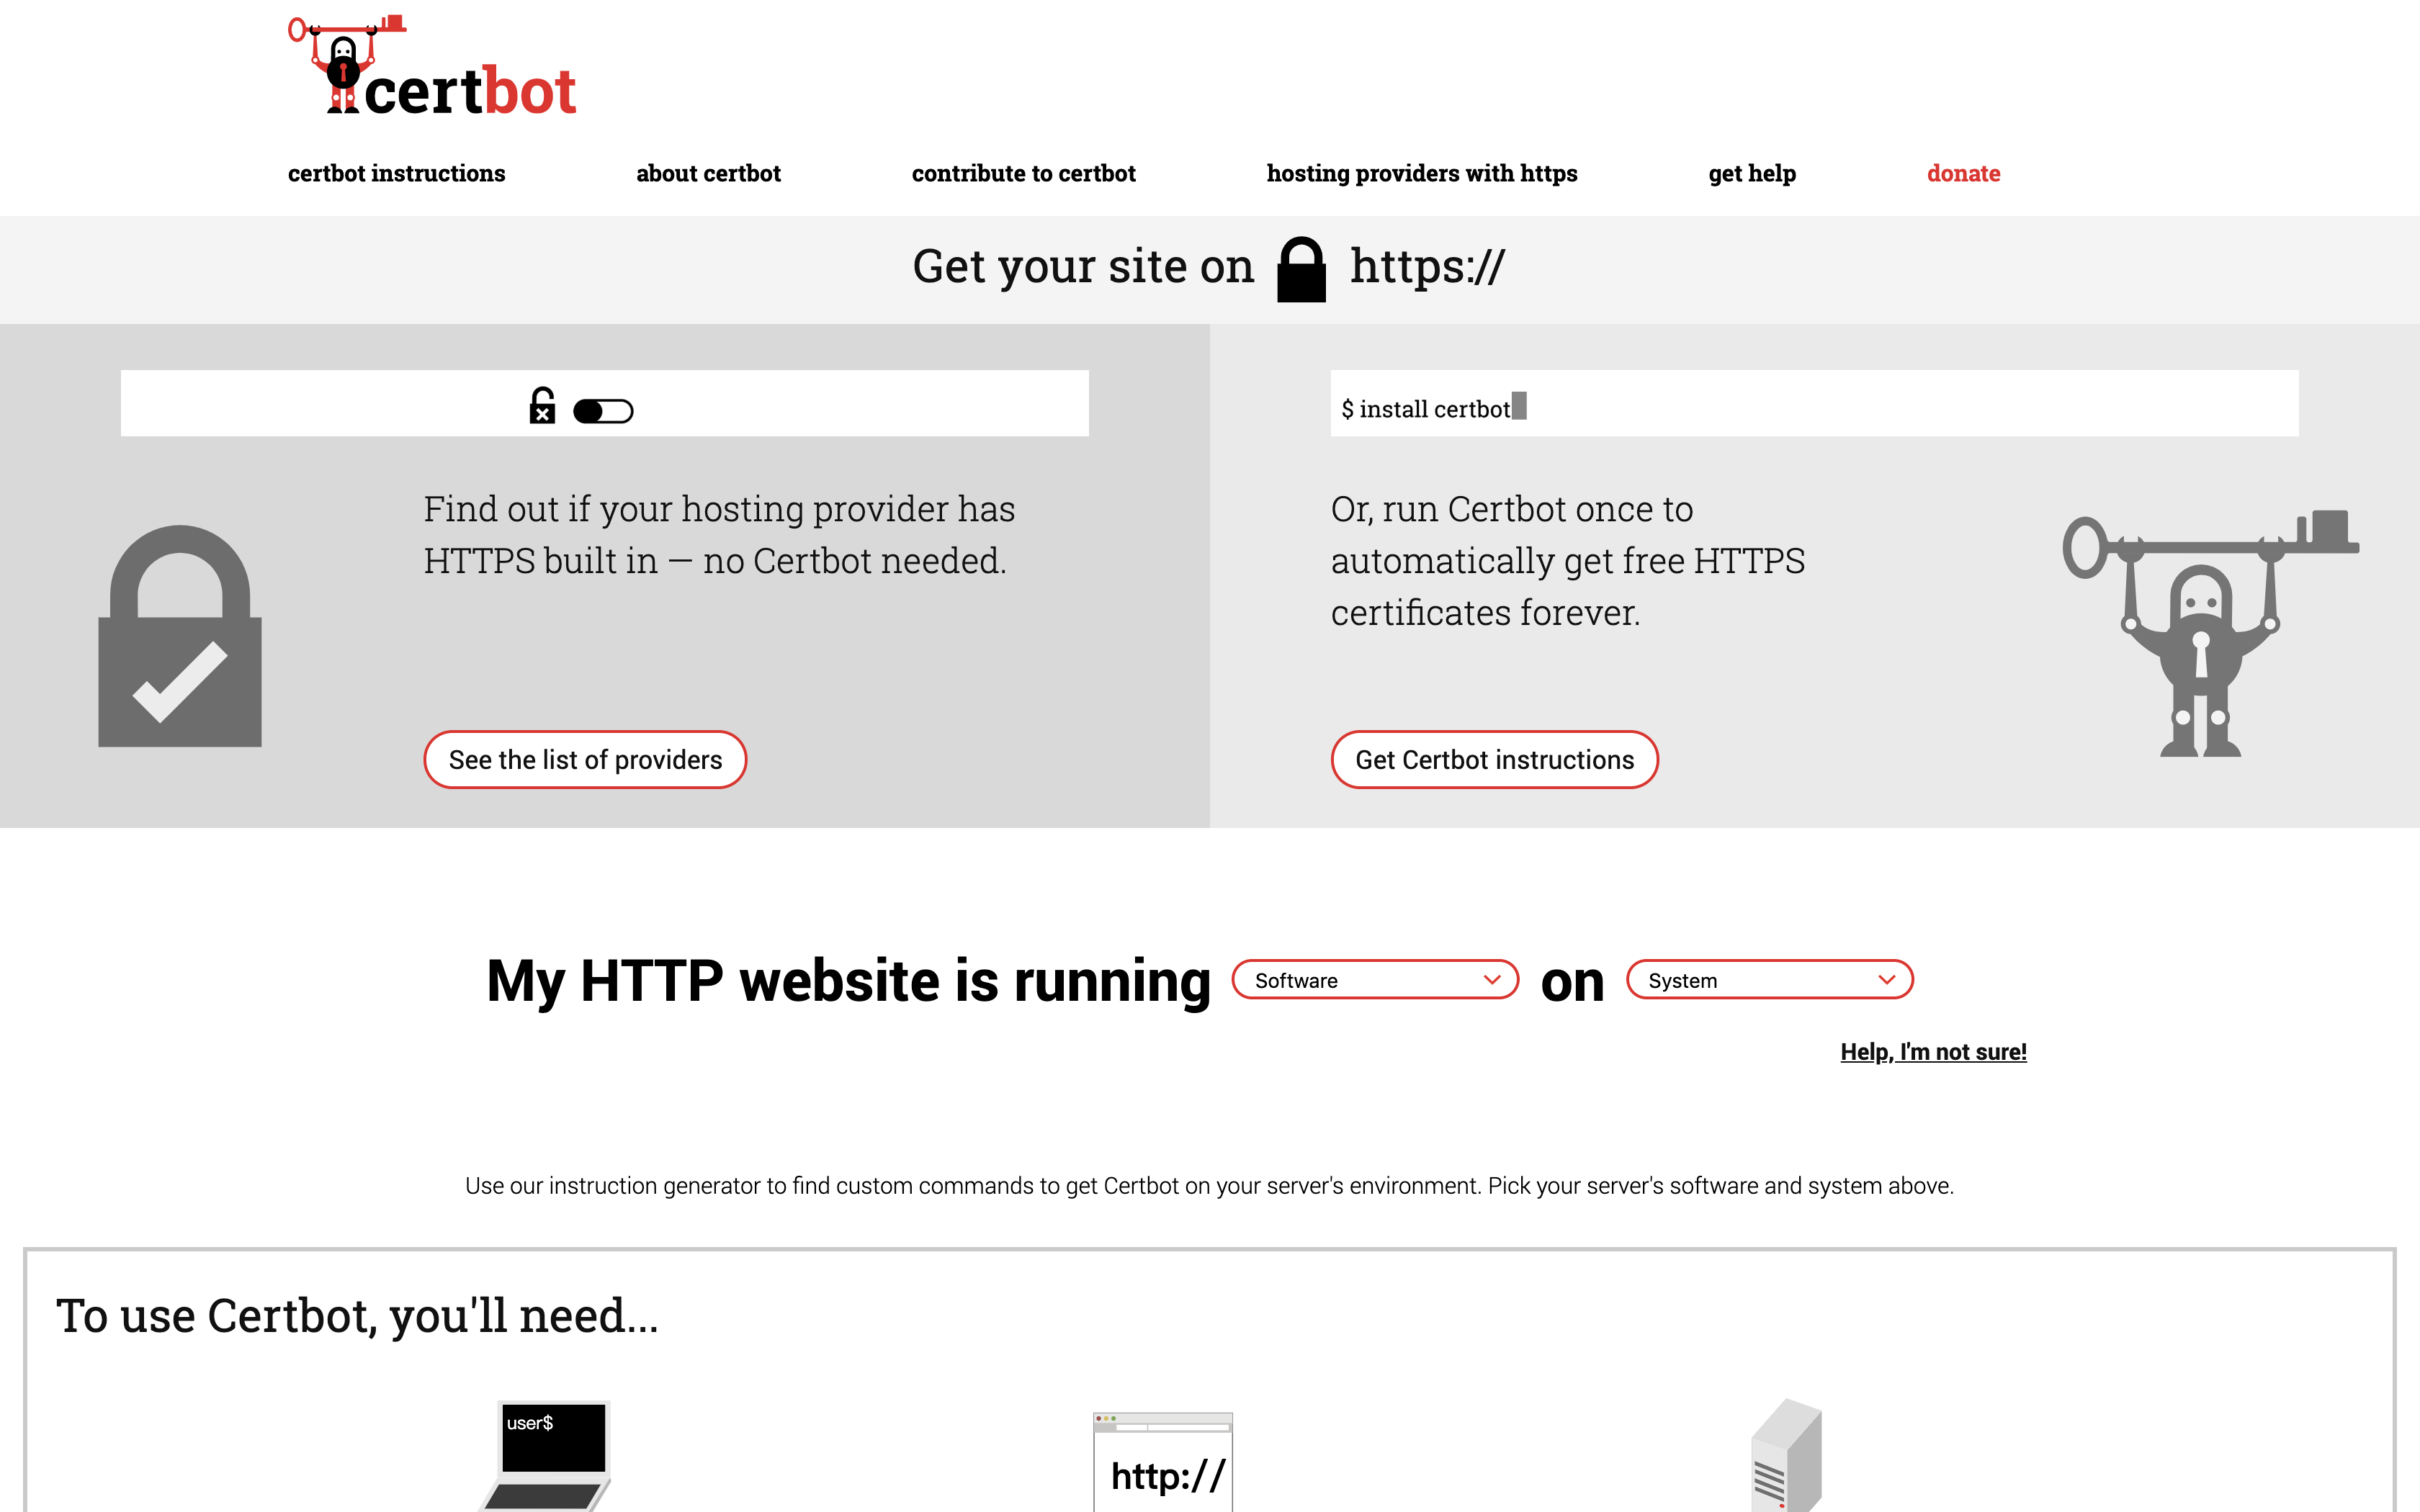 certbot
certbot instructions
about certbot
contribute to certbot
hosting providers with https
get help
donate
Get your site on https://
$ install certbot
Find out if your hosting provider has
HTTPS built in — no Certbot needed.
See the list of providers
Or, run Certbot once to
automatically get free HTTPS
certificates forever.
Get Certbot instructions
My HTTP website is running Software on System
Help, I'm not sure!
Use our instruction generator to find custom commands to get Certbot on your server's environment. Pick your server's software and system above.
To use Certbot, you'll need...
user$
http://